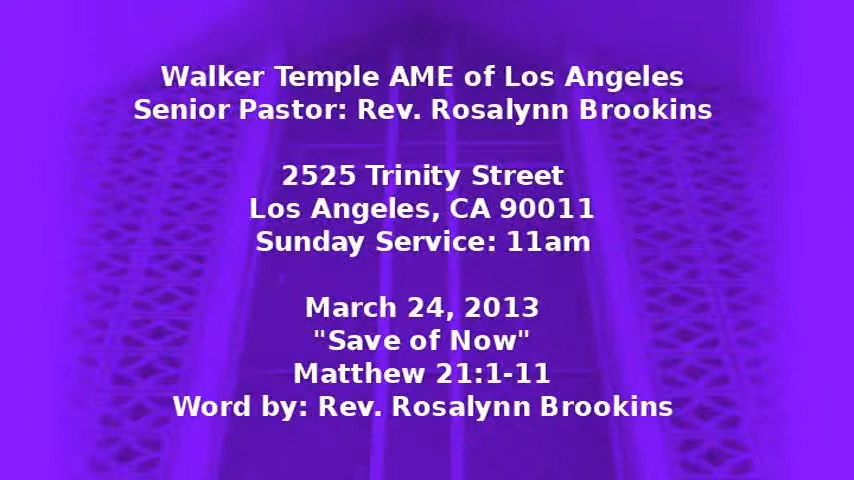 Walker Temple AME of Los Angeles
Senior Pastor: Rev. Rosalynn Brookins
2525 Trinity Street
Los Angeles, CA 90011
Sunday Service: 11am
March 24, 2013
"Save of Now"
Matthew 21:1-11
Word by: Rev. Rosalynn Brookins